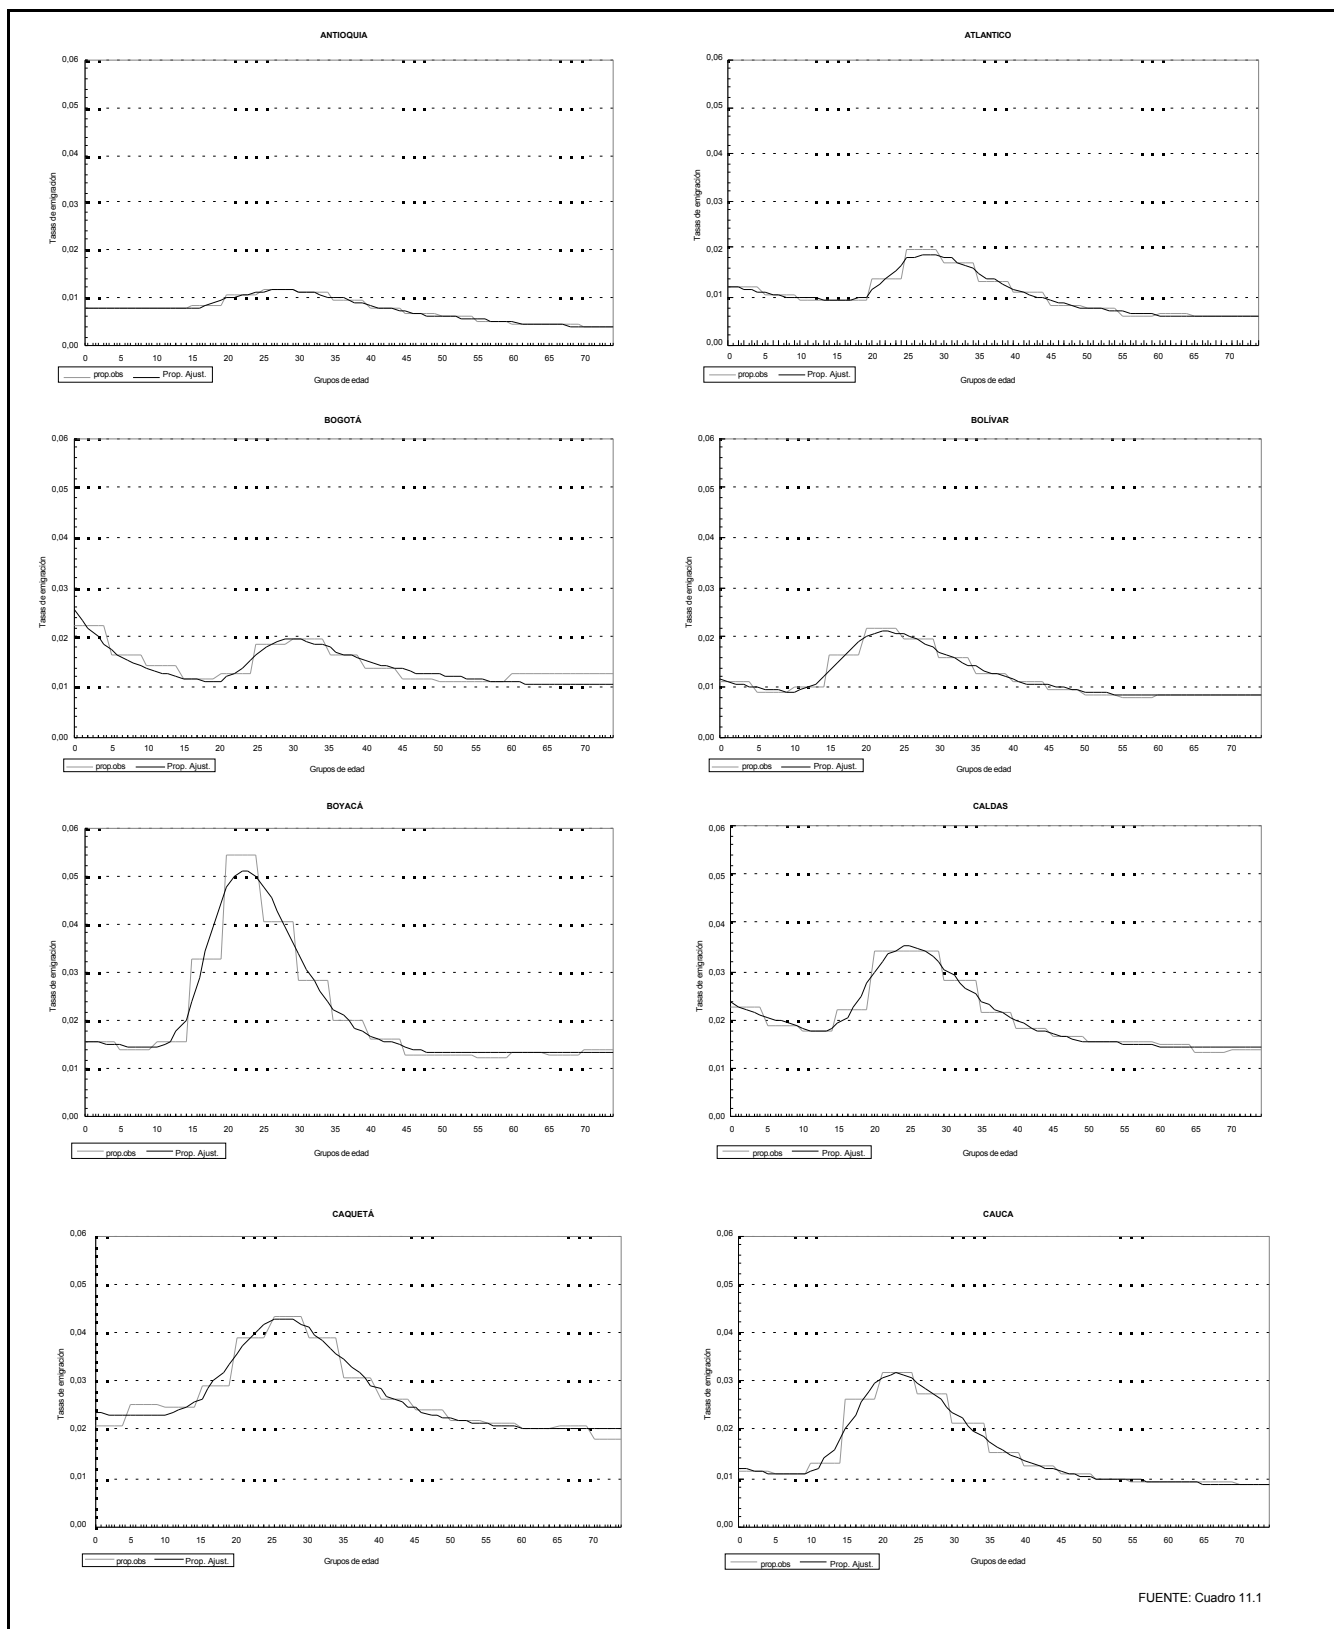 ANTIOQUIA
0,06
0,05
0,04
0,03
0,02
0,01
0,00
Tasas de emigración
0 5 10 15 20 25 30 35 40 45 50 55 60 65 70
prop.obs Prop. Ajust.
Grupos de edad
ATLANTICO
0,06
0,05
0,04
0,03
0,02
0,01
0,00
Tasas de emigración
0 5 10 15 20 25 30 35 40 45 50 55 60 65 70
prop.obs Prop. Ajust.
Grupos de edad
BOGOTÁ
0,06
0,05
0,04
0,03
0,02
0,01
0,00
Tasas de emigración
0 5 10 15 20 25 30 35 40 45 50 55 60 65 70
prop.obs Prop. Ajust.
Grupos de edad
BOLÍVAR
0,06
0,05
0,04
0,03
0,02
0,01
0,00
Tasas de emigración
0 5 10 15 20 25 30 35 40 45 50 55 60 65 70
prop.obs Prop. Ajust.
Grupos de edad
BOYACÁ
0,06
0,05
0,04
0,03
0,02
0,01
0,00
Tasas de emigración
0 5 10 15 20 25 30 35 40 45 50 55 60 65 70
prop.obs Prop. Ajust.
Grupos de edad
CALDAS
0,06
0,05
0,04
0,03
0,02
0,01
0,00
Tasas de emigración
0 5 10 15 20 25 30 35 40 45 50 55 60 65 70
prop.obs Prop. Ajust.
Grupos de edad
CAQUETÁ
0,06
0,05
0,04
0,03
0,02
0,01
0,00
Tasas de emigración
0 5 10 15 20 25 30 35 40 45 50 55 60 65 70
prop.obs Prop. Ajust.
Grupos de edad
CAUCA
0,06
0,05
0,04
0,03
0,02
0,01
0,00
Tasas de emigración
0 5 10 15 20 25 30 35 40 45 50 55 60 65 70
prop.obs Prop. Ajust.
Grupos de edad
FUENTE: Cuadro 11.1